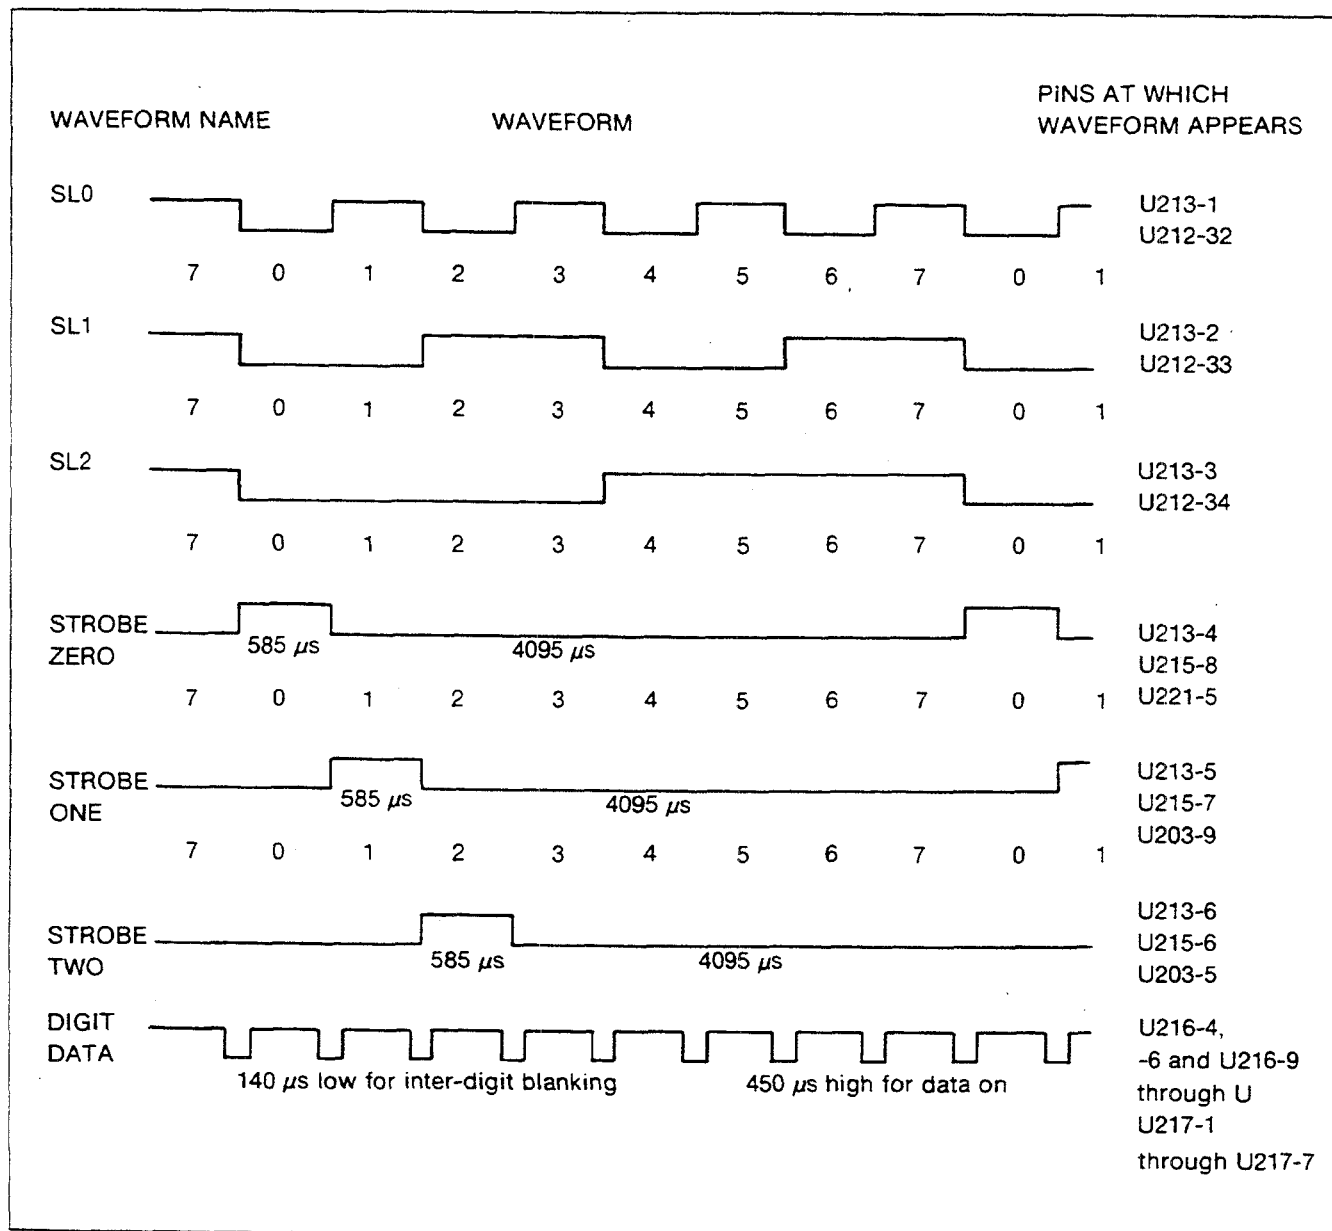 WAVEFORM NAME
WAVEFORM
PINS AT WHICH
WAVEFORM APPEARS
SL0
U213-1
U212-32
7 0 1 2 3 4 5 6 7 0 1
SL1
U213-2
U212-33
7 0 1 2 3 4 5 6 7 0 1
SL2
U213-3
U212-34
7 0 1 2 3 4 5 6 7 0 1
STROBE
ZERO
585 µs
4095 µs
U213-4
U215-8
U221-5
7 0 1 2 3 4 5 6 7 0 1
STROBE
ONE
585 µs
4095 µs
U213-5
U215-7
U203-9
7 0 1 2 3 4 5 6 7 0 1
STROBE
TWO
585 µs
4095 µs
U213-6
U215-6
U203-5
DIGIT
DATA
140 µs low for inter-digit blanking
450 µs high for data on
U216-4,
-6 and U216-9
through U
U217-1
through U217-7